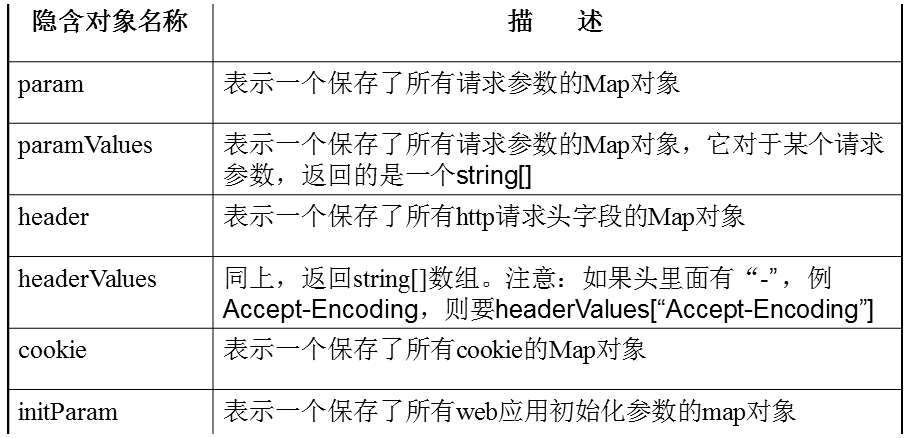 隐含对象名称 描 述
param 表示一个保存了所有请求参数的Map对象
paramValues 表示一个保存了所有请求参数的Map对象，它对于某个请求
参数，返回的是一个string[]
header 表示一个保存了所有http请求头字段的Map对象
headerValues 同上，返回string[]数组。注意：如果头里面有“-”，例
Accept-Encoding，则要headerValues[“Accept-Encoding”]
cookie 表示一个保存了所有cookie的Map对象
initParam 表示一个保存了所有web应用初始化参数的map对象